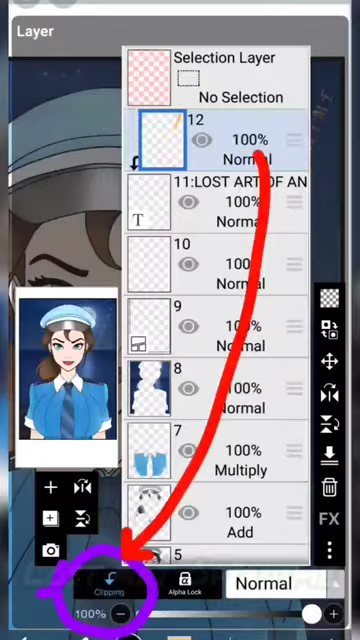 Layer
Selection Layer
No Selection
12
100%
Normal
11:LOST ART OF AN
100%
Normal
T
10
100%
Normal
9
100%
Normal
8
100%
Normal
7
100%
Multiply
100%
Add
5
FX
Clipping
α
Alpha Lock
Normal
100%